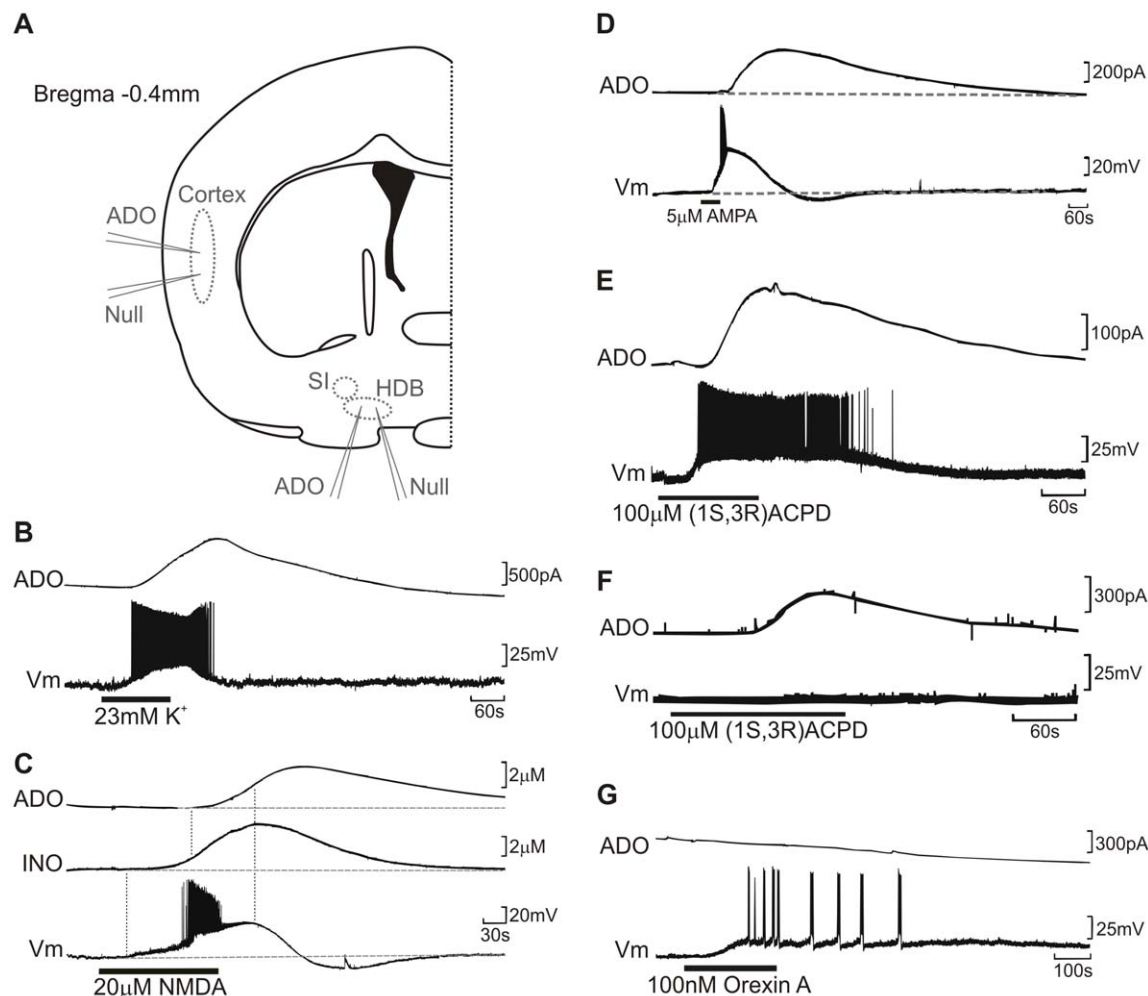 A
Bregma -0.4mm
Cortex
ADO
Null
SI
HDB
ADO
Null
B
ADO
500pA
25mV
Vm
60s
23mM K⁺
C
ADO
2µM
INO
2µM
20mV
30s
Vm
20µM NMDA
D
ADO
200pA
20mV
Vm
5µM AMPA
60s
E
ADO
100pA
25mV
Vm
60s
100µM (1S,3R)ACPD
F
300pA
ADO
25mV
Vm
100µM (1S,3R)ACPD
60s
G
ADO
300pA
25mV
Vm
100s
100nM Orexin A